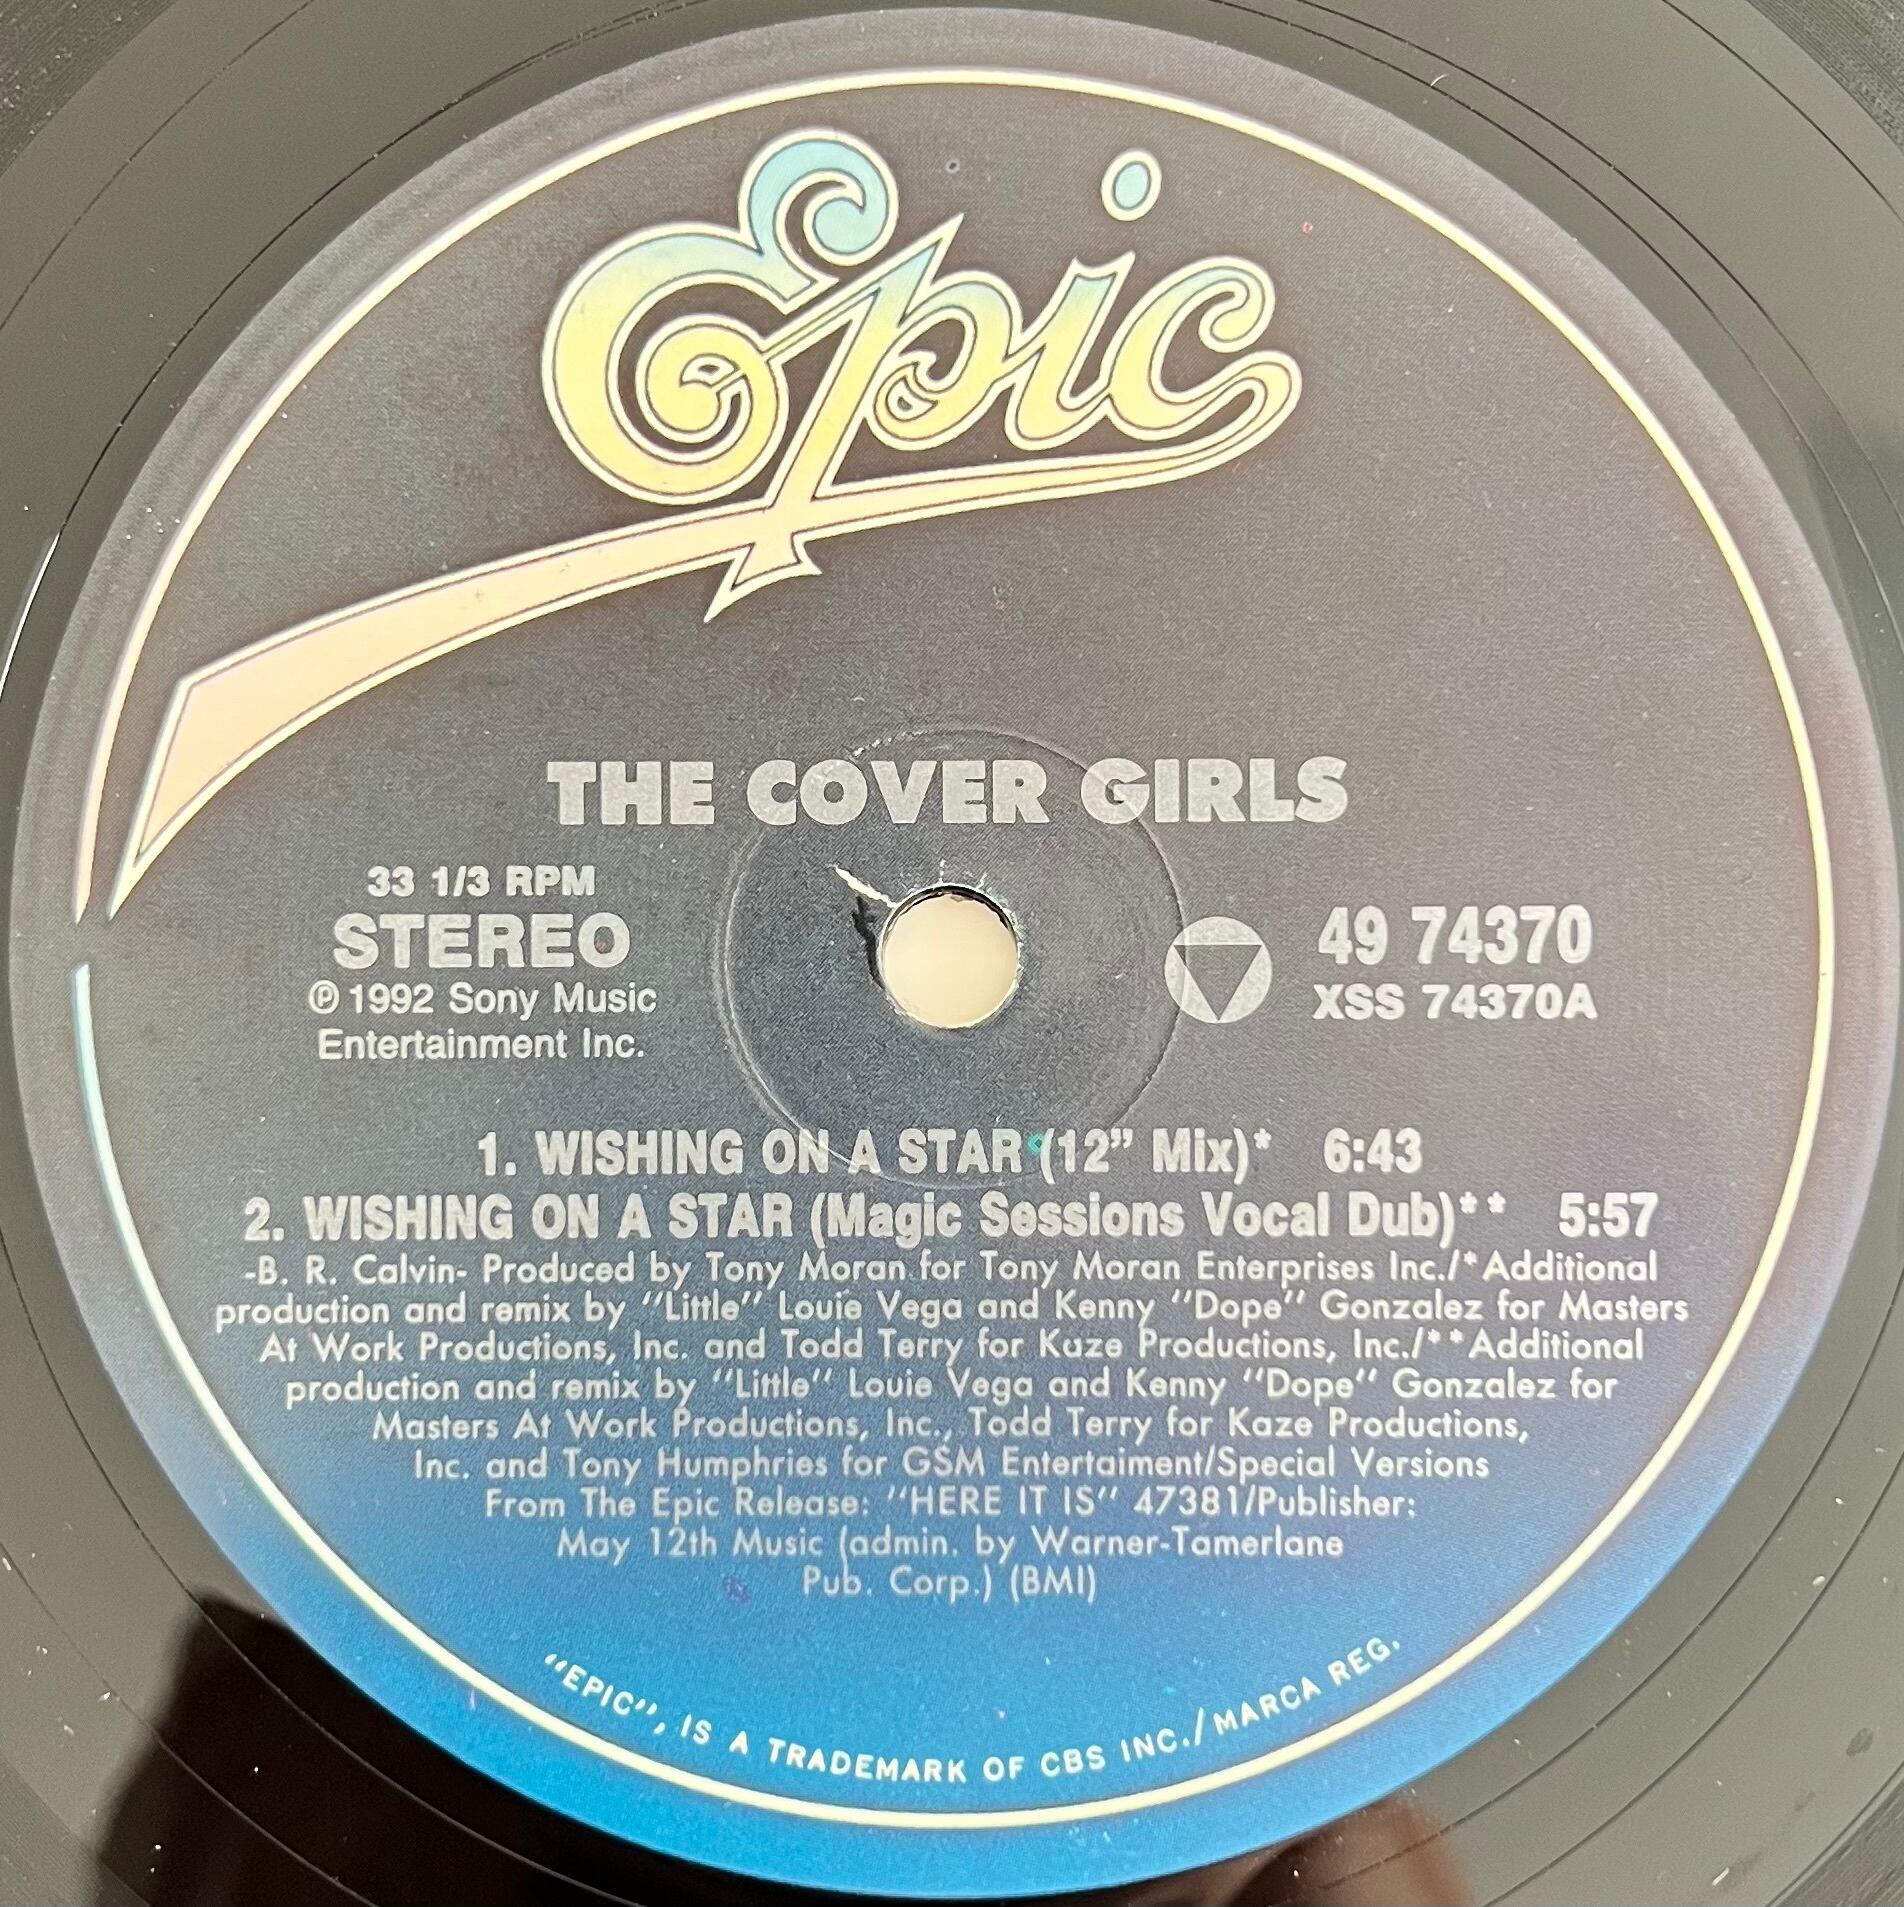 Epic
THE COVER GIRLS
33 1/3 RPM
STEREO
℗ 1992 Sony Music
Entertainment Inc.
49 74370
XSS 74370A
1. WISHING ON A STAR (12” Mix)* 6:43
2. WISHING ON A STAR (Magic Sessions Vocal Dub)** 5:57
-B. R. Calvin- Produced by Tony Moran for Tony Moran Enterprises Inc./*Additional
production and remix by ‘‘Little’’ Louie Vega and Kenny ‘‘Dope’’ Gonzalez for Masters
At Work Productions, Inc. and Todd Terry for Kaze Productions, Inc./**Additional
production and remix by ‘‘Little’’ Louie Vega and Kenny ‘‘Dope’’ Gonzalez for
Masters At Work Productions, Inc., Todd Terry for Kaze Productions,
Inc. and Tony Humphries for GSM Entertaiment/Special Versions
From The Epic Release: ‘‘HERE IT IS’’ 47381/Publisher:
May 12th Music (admin. by Warner-Tamerlane
Pub. Corp.) (BMI)
“EPIC”, IS A TRADEMARK OF CBS INC./MARCA REG.